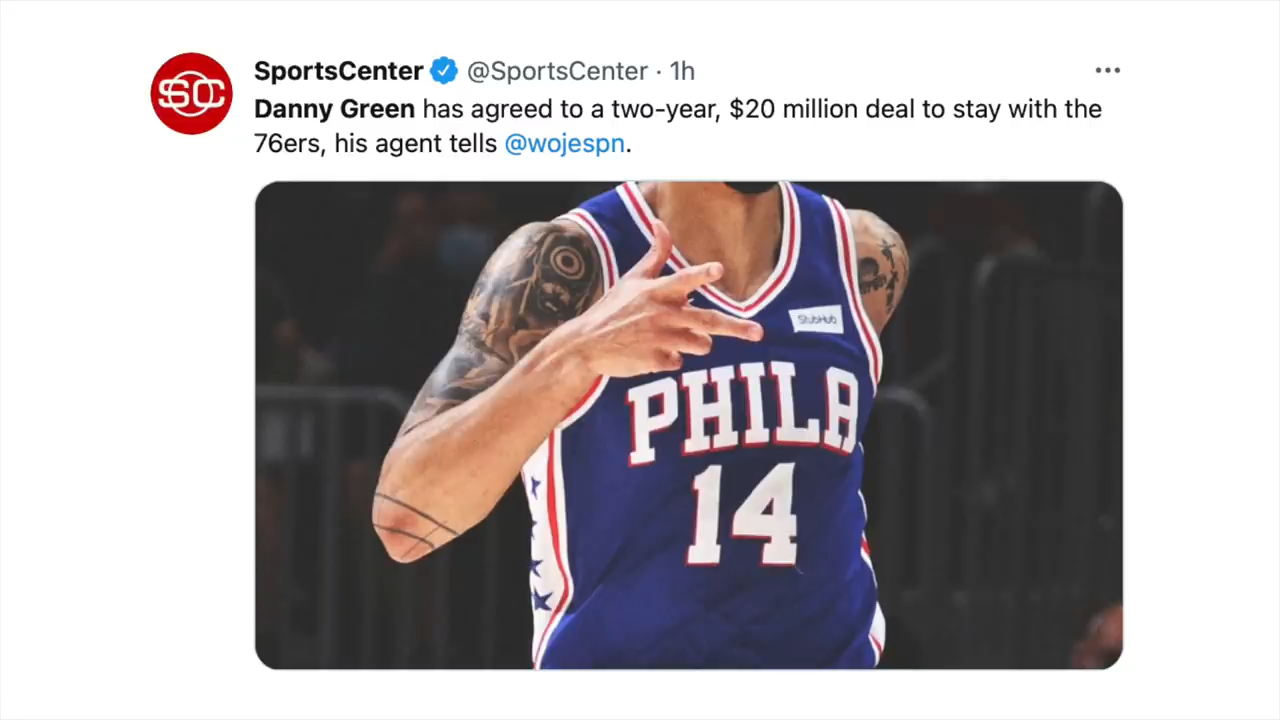 SportsCenter @SportsCenter · 1h
Danny Green has agreed to a two-year, $20 million deal to stay with the
76ers, his agent tells @wojespn.
SC
StubHub
PHILA
14